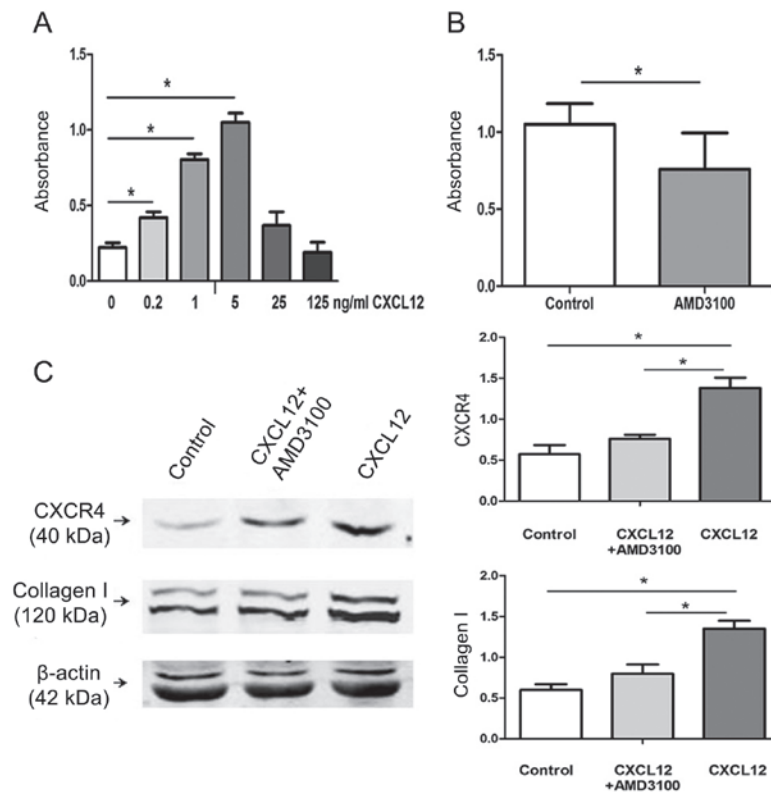 A
Absorbance
1.5
1.0
0.5
0.0
*
*
*
0 0.2 1 5 25 125 ng/ml CXCL12
B
Absorbance
1.5
1.0
0.5
0.0
*
Control AMD3100
C
Control
CXCL12+
AMD3100
CXCL12
CXCR4
(40 kDa)
Collagen I
(120 kDa)
β-actin
(42 kDa)
CXCR4
2.0
1.5
1.0
0.5
0.0
*
*
Control CXCL12 CXCL12
+AMD3100
Collagen I
2.0
1.5
1.0
0.5
0.0
*
*
Control CXCL12 CXCL12
+AMD3100